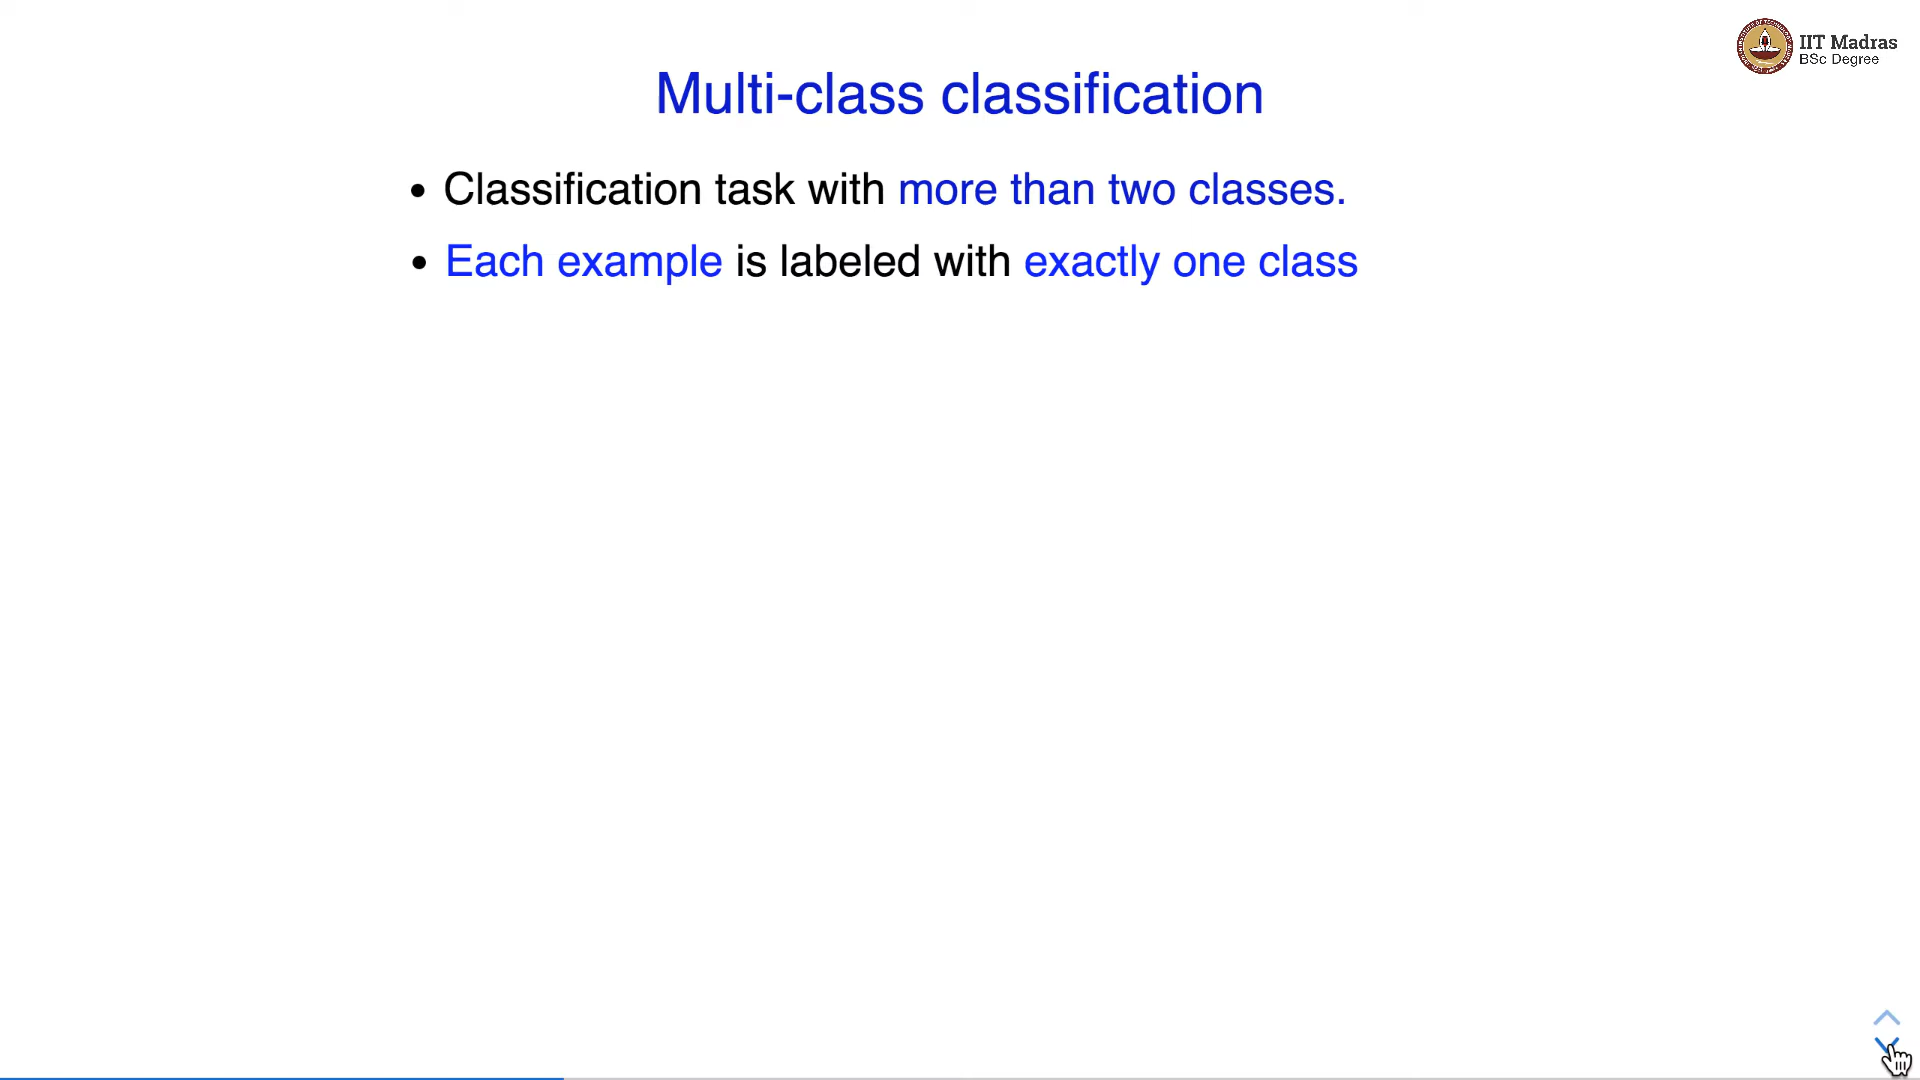 IIT Madras
BSc Degree
Multi-class classification
• Classification task with more than two classes.
• Each example is labeled with exactly one class